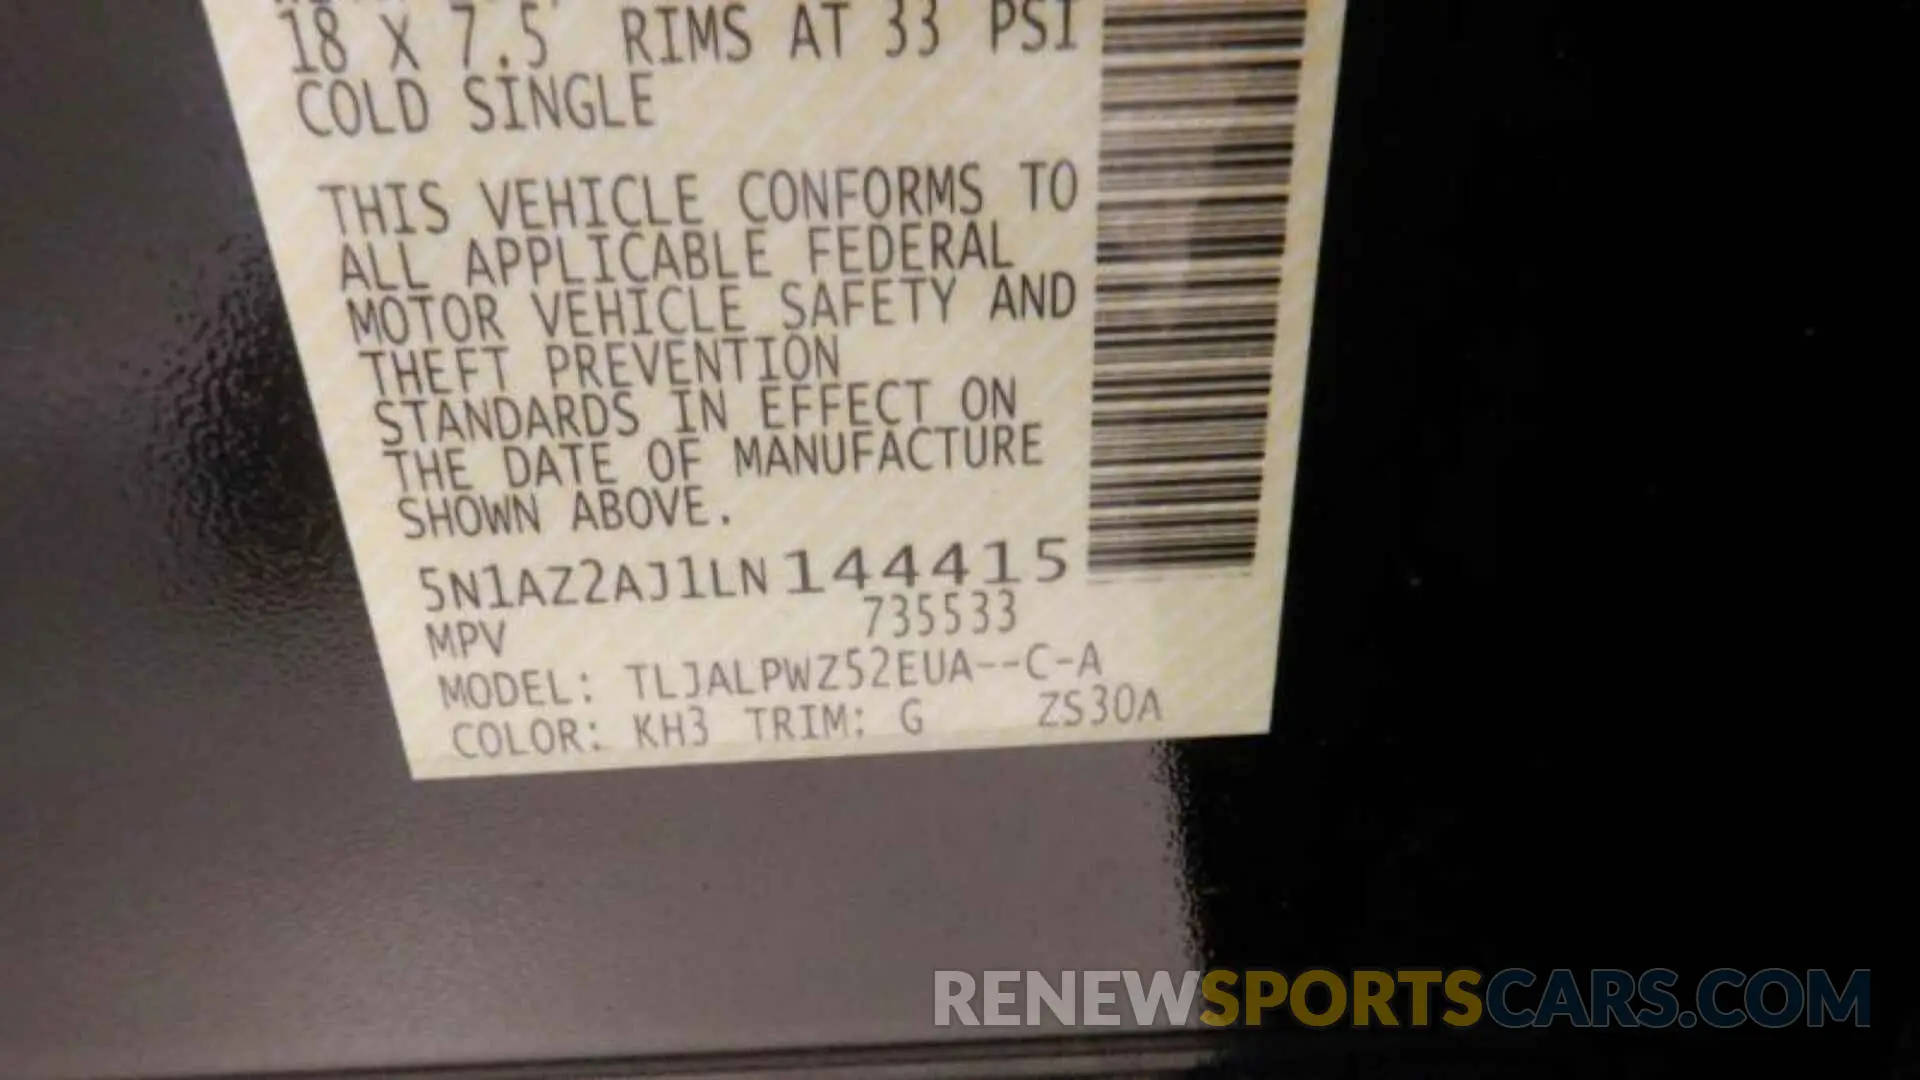 18 X 7.5 RIMS AT 33 PSI
COLD SINGLE
THIS VEHICLE CONFORMS TO
ALL APPLICABLE FEDERAL
MOTOR VEHICLE SAFETY AND
THEFT PREVENTION
STANDARDS IN EFFECT ON
THE DATE OF MANUFACTURE
SHOWN ABOVE.
5N1AZ2AJ1LN144415
MPV 735533
MODEL: TLJALPWZ52EUA--C-A
COLOR: KH3 TRIM: G ZS30A
RENEWSPORTSCARS.COM